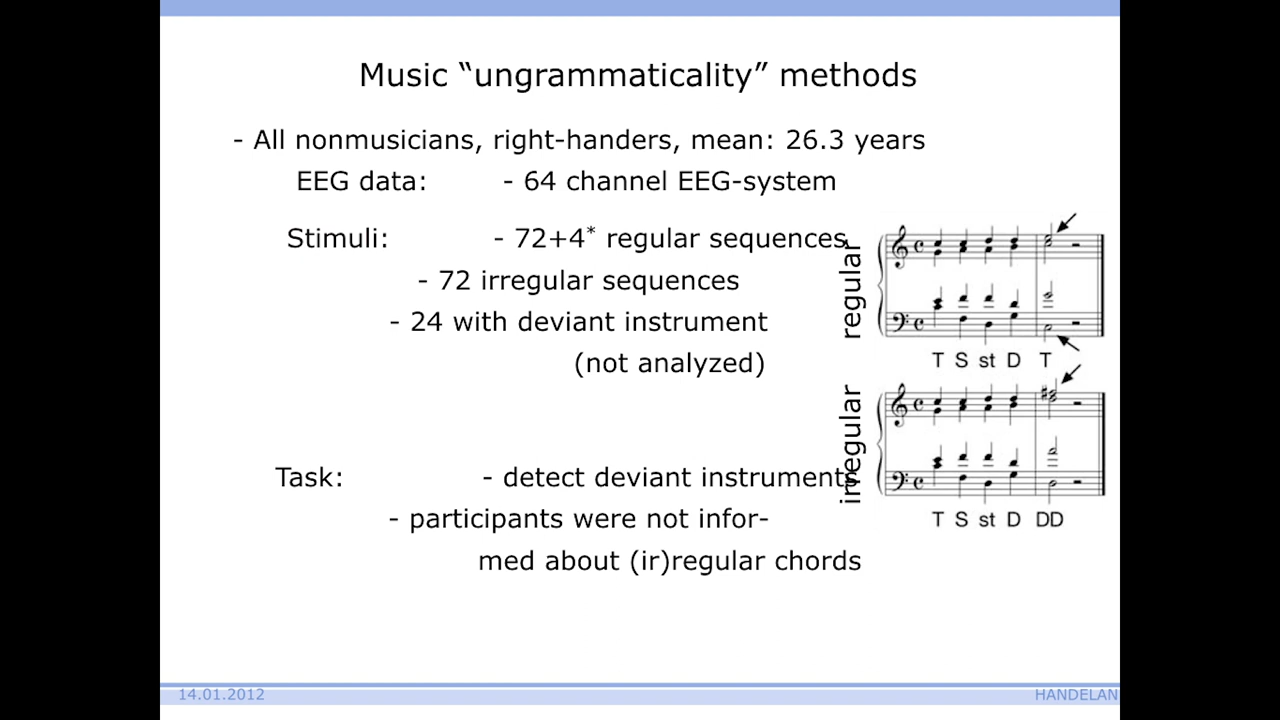 Music “ungrammaticality” methods
- All nonmusicians, right-handers, mean: 26.3 years
EEG data: - 64 channel EEG-system
Stimuli: - 72+4* regular sequences
- 72 irregular sequences
- 24 with deviant instrument
(not analyzed)
regular
T S st D T
irregular
T S st D DD
Task: - detect deviant instruments
- participants were not infor-
med about (ir)regular chords
14.01.2012
HANDELAN